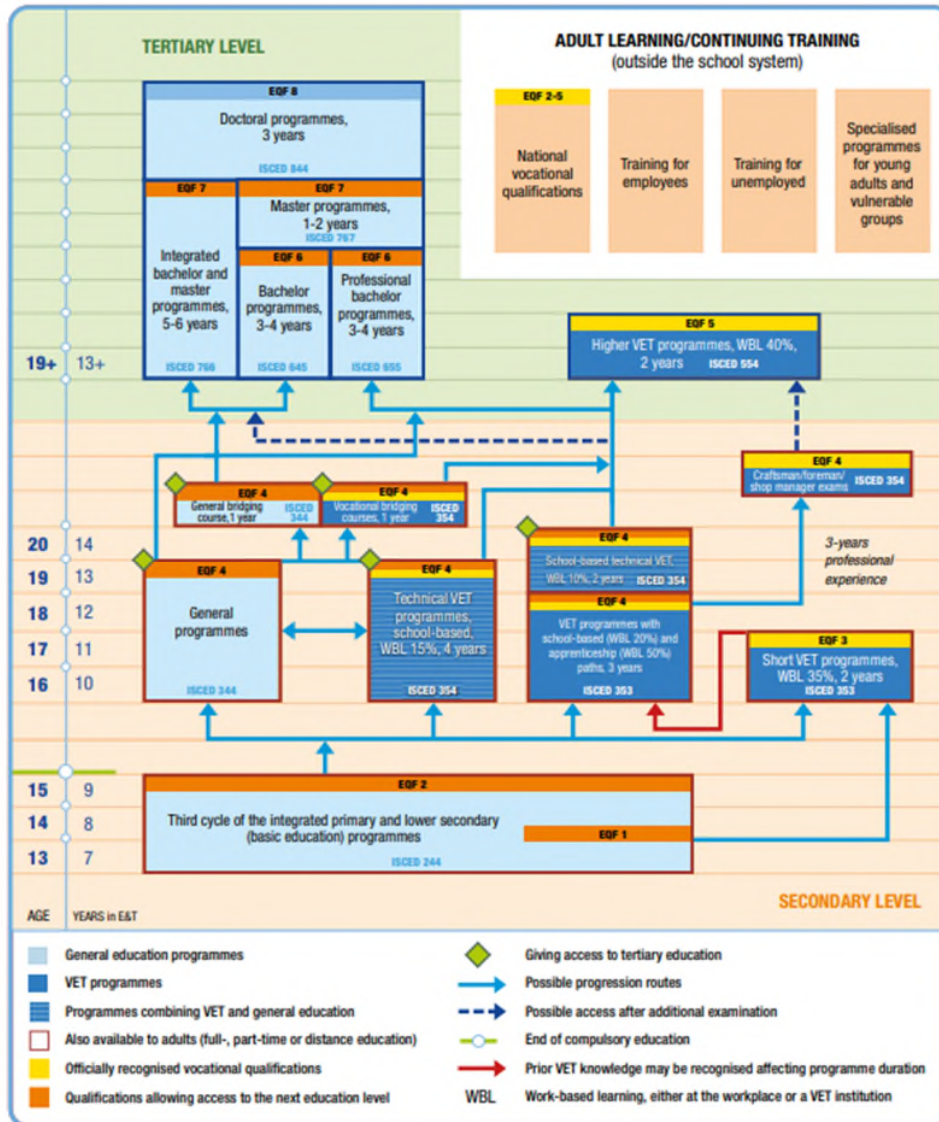 TERTIARY LEVEL
ADULT LEARNING/CONTINUING TRAINING
(outside the school system)
EQF 2-5
National
vocational
qualifications
Training for
employees
Training for
unemployed
Specialised
programmes
for young
adults and
vulnerable
groups
EQF 8
Doctoral programmes,
3 years
ISCED 844
EQF 7
Integrated
bachelor and
master
programmes,
5-6 years
ISCED 766
EQF 7
Master programmes,
1-2 years
ISCED 767
EQF 6
Bachelor
programmes,
3-4 years
ISCED 645
EQF 6
Professional
bachelor
programmes,
3-4 years
ISCED 655
EQF 5
Higher VET programmes, WBL 40%,
2 years ISCED 554
19+ 13+
EQF 4
Craftsman/foreman/
shop manager exams
ISCED 354
EQF 4
General bridging
course, 1 year
ISCED
344
EQF 4
Vocational bridging
courses, 1 year
ISCED
354
20 14
19 13
18 12
17 11
16 10
EQF 4
General
programmes
ISCED 344
EQF 4
Technical VET
programmes,
school-based,
WBL 15%, 4 years
ISCED 354
EQF 4
School-based technical VET,
WBL 10%, 2 years ISCED 354
EQF 4
VET programmes with
school-based (WBL 20%) and
apprenticeship (WBL 50%)
paths, 3 years
ISCED 353
3-years
professional
experience
EQF 3
Short VET programmes,
WBL 35%, 2 years
ISCED 353
15 9
14 8
13 7
EQF 2
Third cycle of the integrated primary and lower secondary
(basic education) programmes
EQF 1
ISCED 244
SECONDARY LEVEL
AGE YEARS in E&T
General education programmes
VET programmes
Programmes combining VET and general education
Also available to adults (full-, part-time or distance education)
Officially recognised vocational qualifications
Qualifications allowing access to the next education level
Giving access to tertiary education
Possible progression routes
Possible access after additional examination
End of compulsory education
Prior VET knowledge may be recognised affecting programme duration
WBL Work-based learning, either at the workplace or a VET institution